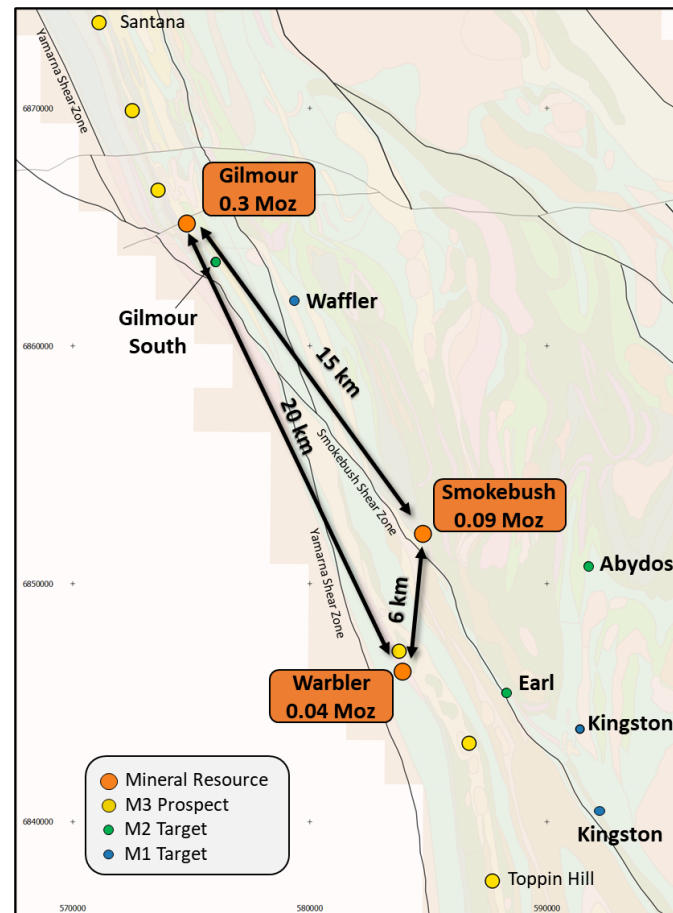 Santana
Yamarna Shear Zone
6870000
Gilmour
0.3 Moz
Waffler
Gilmour
South
6860000
15 km
20 km
Smokebush Shear Zone
Smokebush
0.09 Moz
Yamarna Shear Zone
Abydos
6850000
6 km
Warbler
0.04 Moz
Earl
Kingston
Mineral Resource
M3 Prospect
M2 Target
M1 Target
6840000
Kingston
Toppin Hill
570000
580000
590000